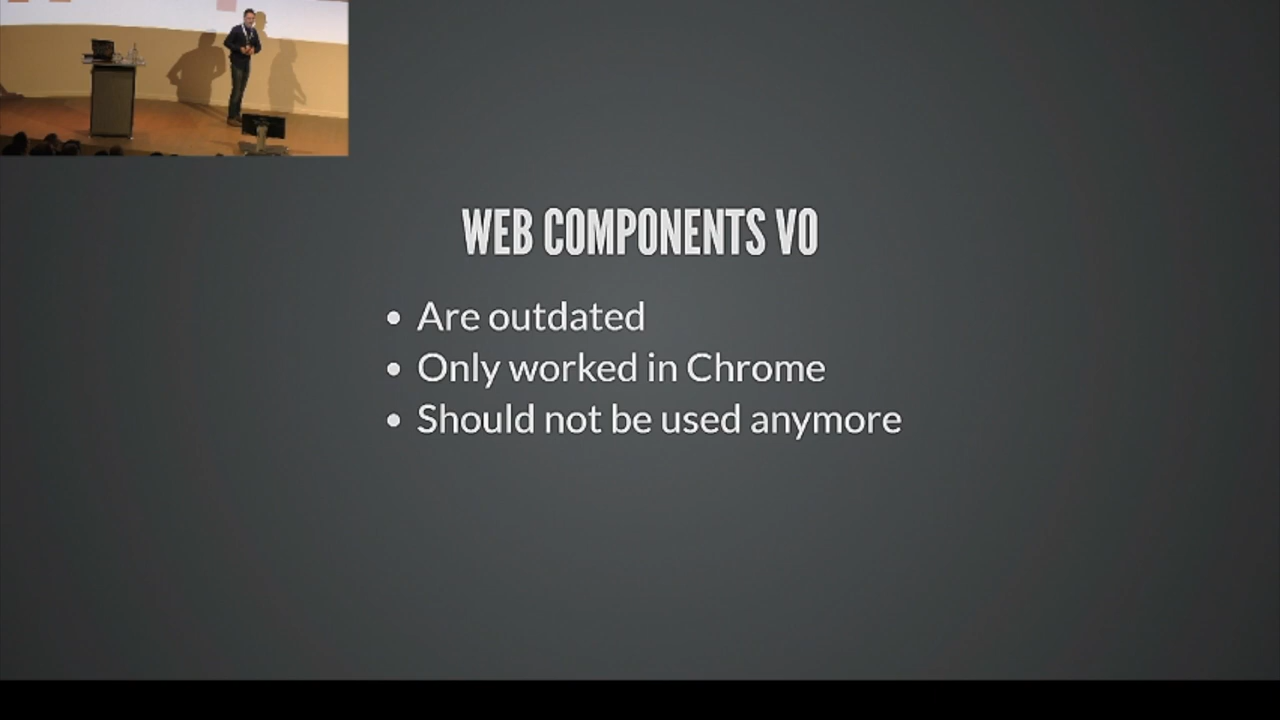 WEB COMPONENTS V0
Are outdated
Only worked in Chrome
Should not be used anymore